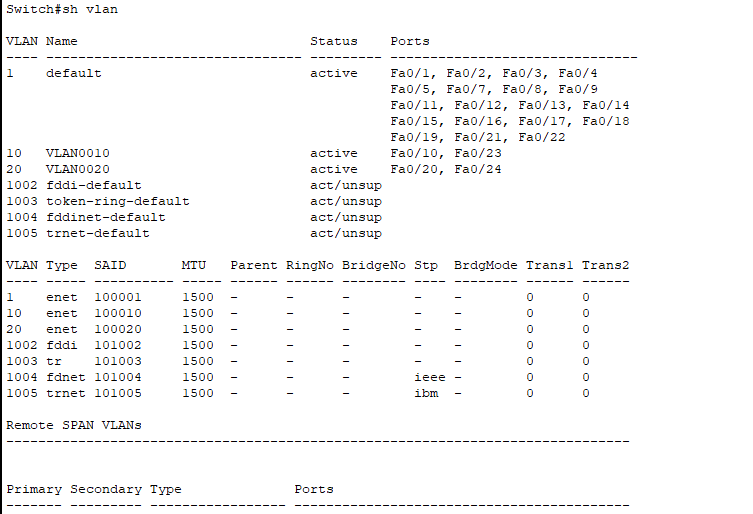 Switch#sh vlan
VLAN Name                             Status    Ports
---- -------------------------------- --------- -------------------------------
1    default                          active    Fa0/1, Fa0/2, Fa0/3, Fa0/4
                                                Fa0/5, Fa0/7, Fa0/8, Fa0/9
                                                Fa0/11, Fa0/12, Fa0/13, Fa0/14
                                                Fa0/15, Fa0/16, Fa0/17, Fa0/18
                                                Fa0/19, Fa0/21, Fa0/22
10   VLAN0010                         active    Fa0/10, Fa0/23
20   VLAN0020                         active    Fa0/20, Fa0/24
1002 fddi-default                     act/unsup
1003 token-ring-default               act/unsup
1004 fddinet-default                  act/unsup
1005 trnet-default                    act/unsup
VLAN Type  SAID       MTU   Parent RingNo BridgeNo Stp  BrdgMode Trans1 Trans2
---- ----- ---------- ----- ------ ------ -------- ---- -------- ------ ------
1    enet  100001     1500  -      -      -        -    -        0      0
10   enet  100010     1500  -      -      -        -    -        0      0
20   enet  100020     1500  -      -      -        -    -        0      0
1002 fddi  101002     1500  -      -      -        -    -        0      0
1003 tr    101003     1500  -      -      -        -    -        0      0
1004 fdnet 101004     1500  -      -      -        ieee -        0      0
1005 trnet 101005     1500  -      -      -        ibm  -        0      0
Remote SPAN VLANs
------------------------------------------------------------------------------
Primary Secondary Type              Ports
------- --------- ----------------- ------------------------------------------